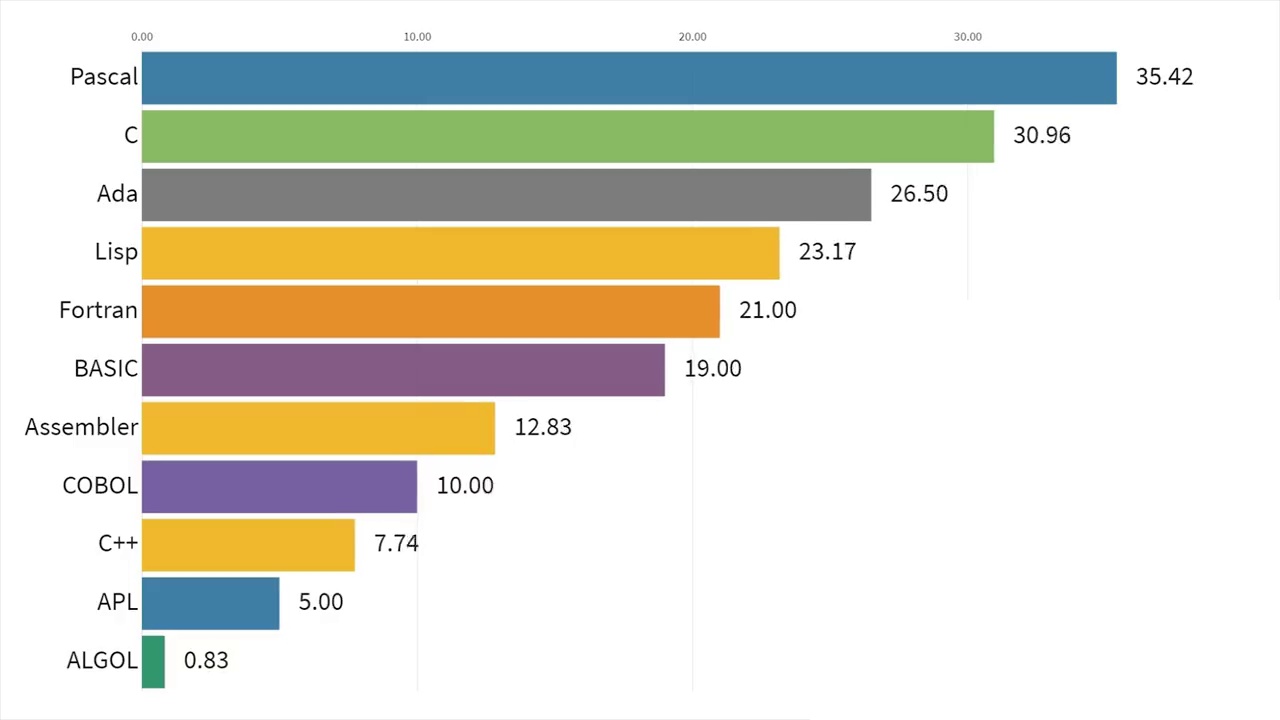 0.00 10.00 20.00 30.00
Pascal 35.42
C 30.96
Ada 26.50
Lisp 23.17
Fortran 21.00
BASIC 19.00
Assembler 12.83
COBOL 10.00
C++ 7.74
APL 5.00
ALGOL 0.83